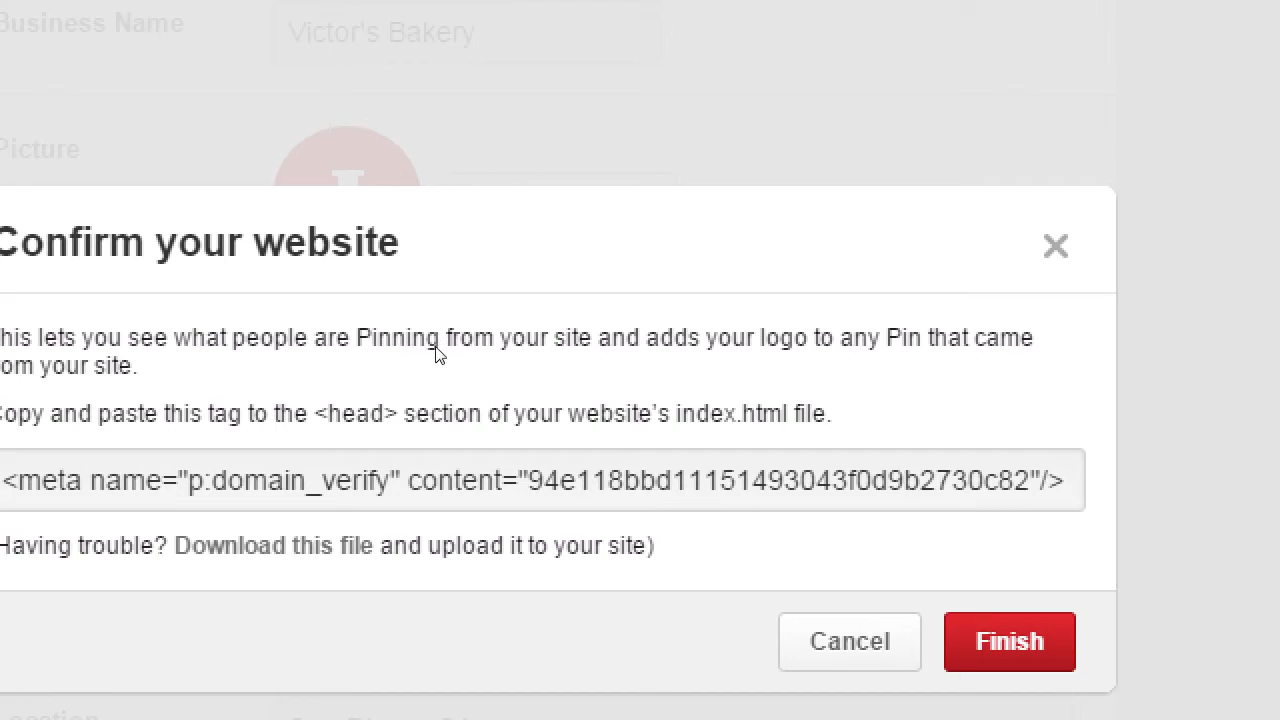 Business Name
Victor's Bakery
Picture
Confirm your website
his lets you see what people are Pinning from your site and adds your logo to any Pin that came
om your site.
Copy and paste this tag to the <head> section of your website's index.html file.
<meta name="p:domain_verify" content="94e118bbd11151493043f0d9b2730c82"/>
Having trouble? Download this file and upload it to your site)
Cancel
Finish